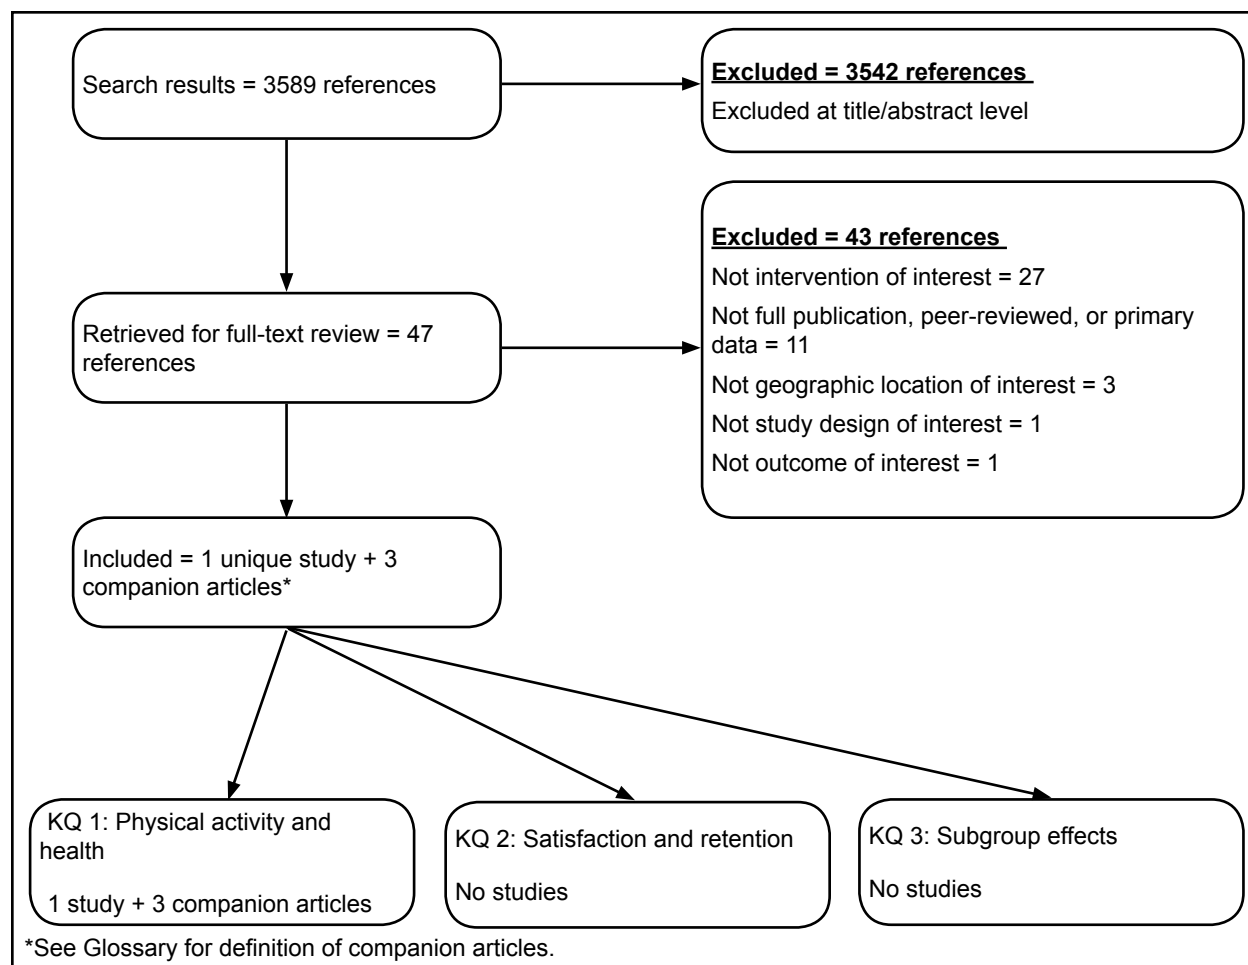 Search results = 3589 references
Excluded = 3542 references
Excluded at title/abstract level
Retrieved for full-text review = 47
references
Excluded = 43 references
Not intervention of interest = 27
Not full publication, peer-reviewed, or primary
data = 11
Not geographic location of interest = 3
Not study design of interest = 1
Not outcome of interest = 1
Included = 1 unique study + 3
companion articles*
KQ 1: Physical activity and
health
1 study + 3 companion articles
KQ 2: Satisfaction and retention
No studies
KQ 3: Subgroup effects
No studies
*See Glossary for definition of companion articles.